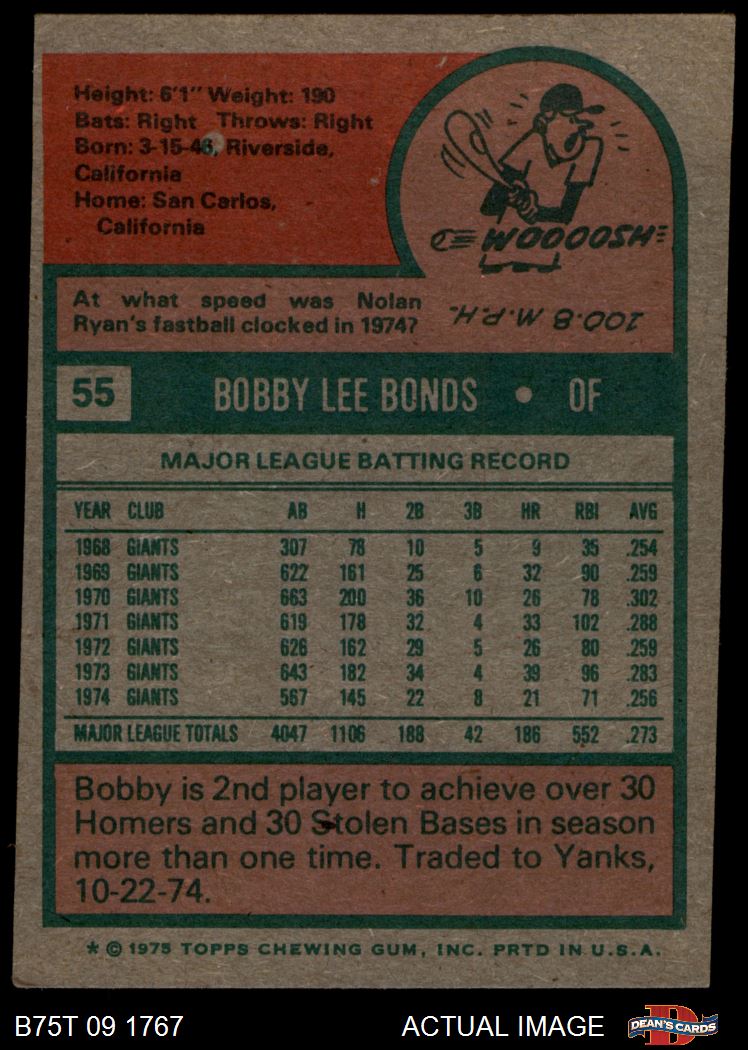 Height: 6'1" Weight: 190
Bats: Right Throws: Right
Born: 3-15-46, Riverside,
California
Home: San Carlos,
California
WOOOOSH
At what speed was Nolan
Ryan's fastball clocked in 1974?
100.8 M.P.H.
55 BOBBY LEE BONDS • OF
MAJOR LEAGUE BATTING RECORD
YEAR CLUB AB H 2B 3B HR RBI AVG
1968 GIANTS 307 78 10 5 9 35 .254
1969 GIANTS 622 161 25 6 32 90 .259
1970 GIANTS 663 200 36 10 26 78 .302
1971 GIANTS 619 178 32 4 33 102 .288
1972 GIANTS 626 162 29 5 26 80 .259
1973 GIANTS 643 182 34 4 39 96 .283
1974 GIANTS 567 145 22 8 21 71 .256
MAJOR LEAGUE TOTALS 4047 1106 188 42 186 552 .273
Bobby is 2nd player to achieve over 30
Homers and 30 Stolen Bases in season
more than one time. Traded to Yanks,
10-22-74.
* © 1975 TOPPS CHEWING GUM, INC. PRTD IN U.S.A.
B75T 09 1767 ACTUAL IMAGE DEAN'S CARDS